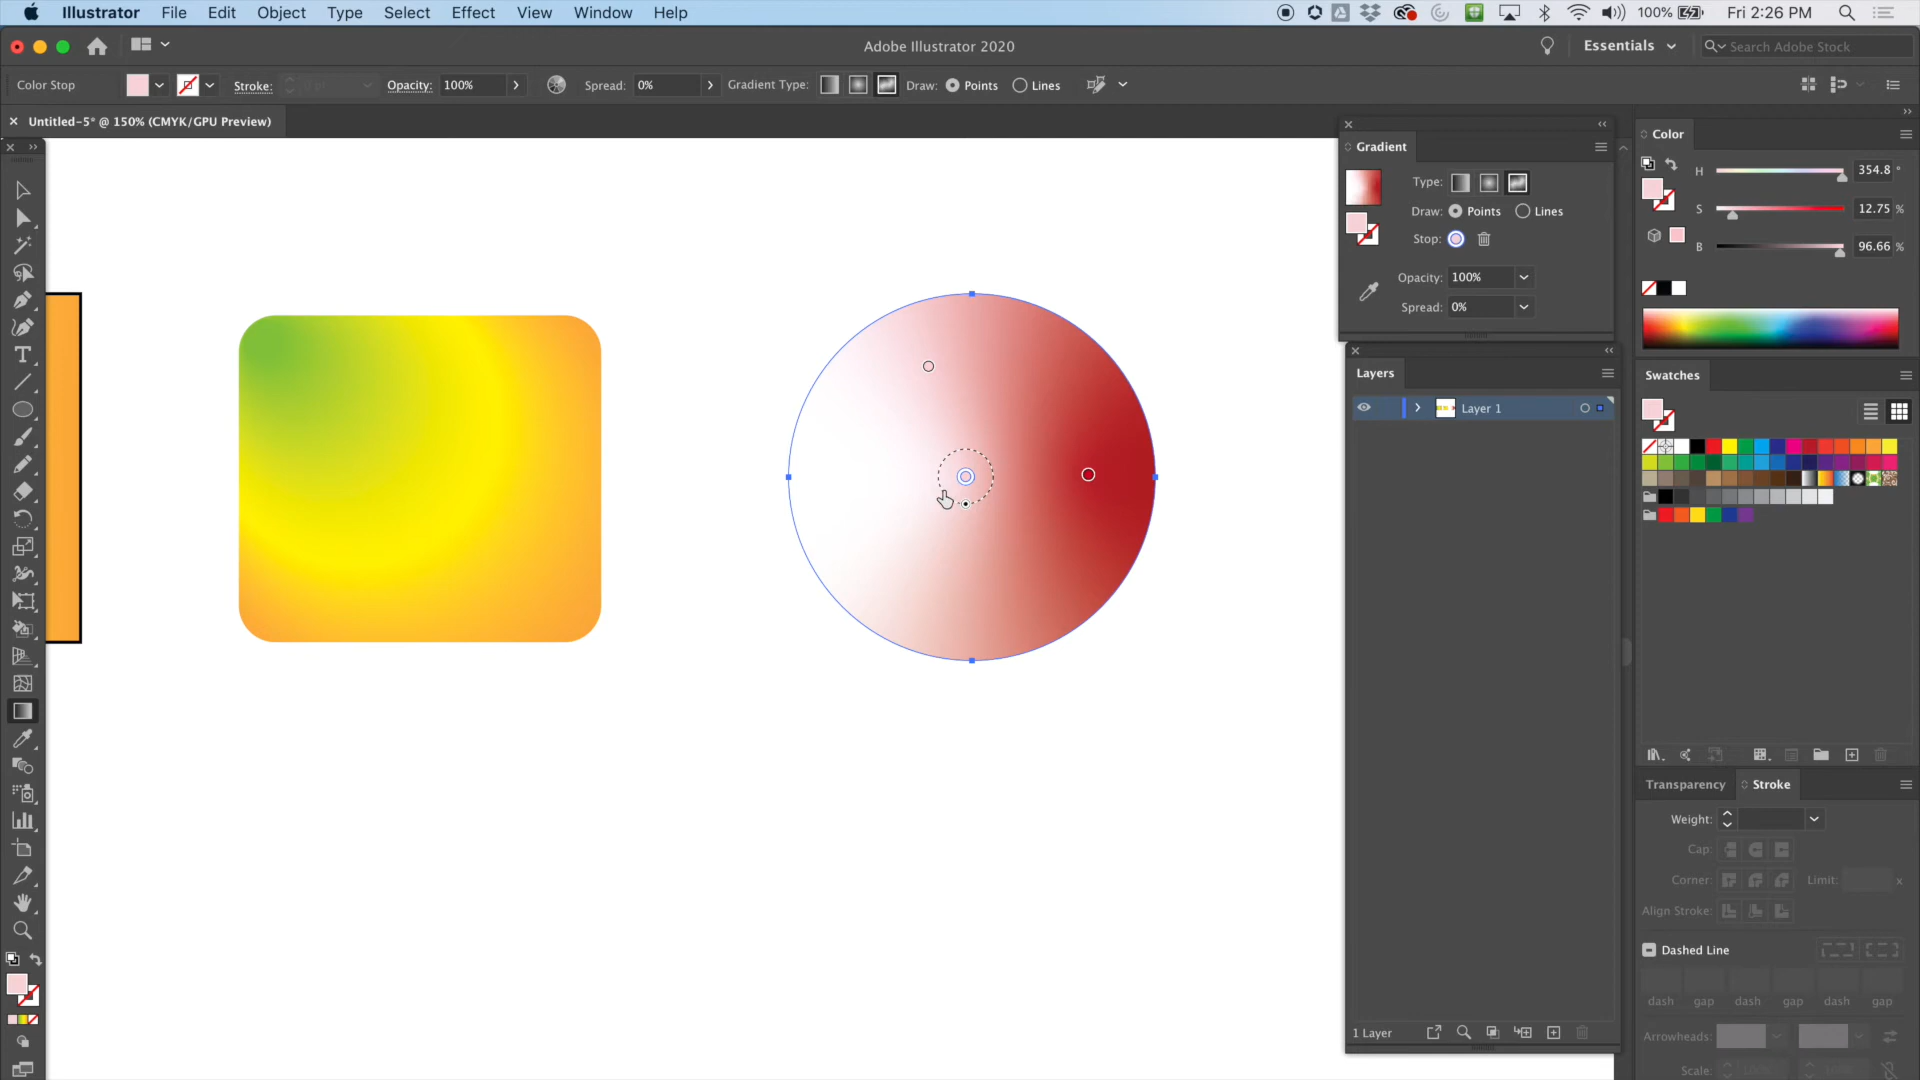 Illustrator File Edit Object Type Select Effect View Window Help 100% Fri 2:26 PM
Adobe Illustrator 2020 Essentials Search Adobe Stock
Color Stop Stroke: 0 pt Opacity: 100% Spread: 0% Gradient Type: Draw: Points Lines
Untitled-5* @ 150% (CMYK/GPU Preview)
Gradient
Type:
Draw: Points Lines
Stop:
Opacity: 100%
Spread: 0%
Layers
Layer 1
1 Layer
Color
H 354.8 °
S 12.75 %
B 96.66 %
Swatches
Transparency Stroke
Weight:
Cap:
Corner: Limit: x
Align Stroke:
Dashed Line
dash gap dash gap dash gap
Arrowheads:
Scale: 100% 100%